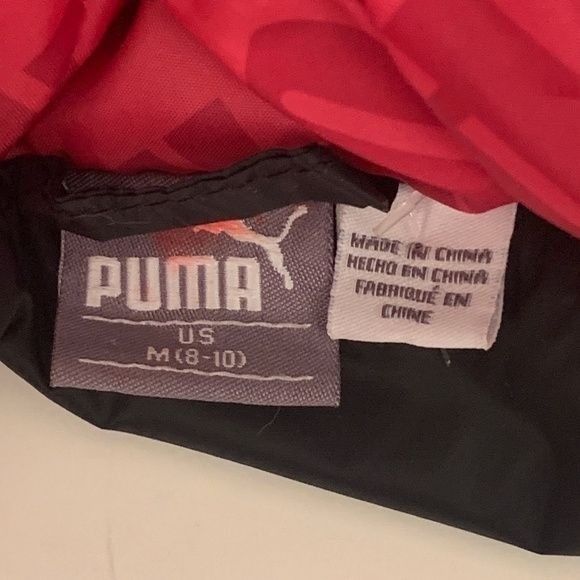 PUMA
US
M (8-10)
MADE IN CHINA
HECHO EN CHINA
FABRIQUÉ EN
CHINE